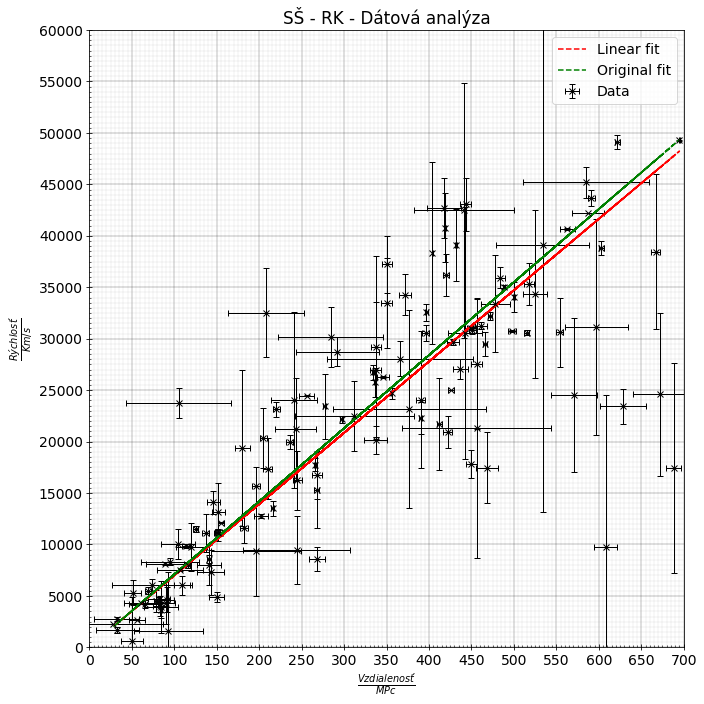 SŠ - RK - Dátová analýza
Linear fit
Original fit
Data
60000
55000
50000
45000
40000
35000
30000
25000
20000
15000
10000
5000
0
Rýchlosť
Km/s
0 50 100 150 200 250 300 350 400 450 500 550 600 650 700
Vzdialenosť
MPc